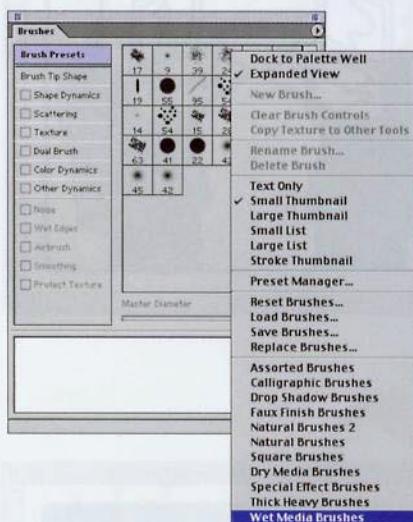 Brushes
Brush Presets
Brush Tip Shape
Shape Dynamics
Scattering
Texture
Dual Brush
Color Dynamics
Other Dynamics
Noise
Wet Edges
Airbrush
Smoothing
Protect Texture
17 9 39
19 55 95
14 54 15
63 41 22
45 42
Master Diameter
Dock to Palette Well
✓ Expanded View
New Brush...
Clear Brush Controls
Copy Texture to Other Tools
Rename Brush...
Delete Brush
Text Only
✓ Small Thumbnail
Large Thumbnail
Small List
Large List
Stroke Thumbnail
Preset Manager...
Reset Brushes...
Load Brushes...
Save Brushes...
Replace Brushes...
Assorted Brushes
Calligraphic Brushes
Drop Shadow Brushes
Faux Finish Brushes
Natural Brushes 2
Natural Brushes
Square Brushes
Dry Media Brushes
Special Effect Brushes
Thick Heavy Brushes
Wet Media Brushes